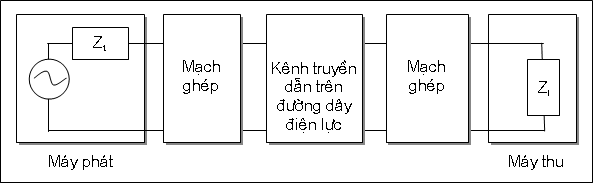 Zt
Mạch
ghép
Kênh truyền
dẫn trên
đường dây
điện lực
Mạch
ghép
Zl
Máy phát
Máy thu